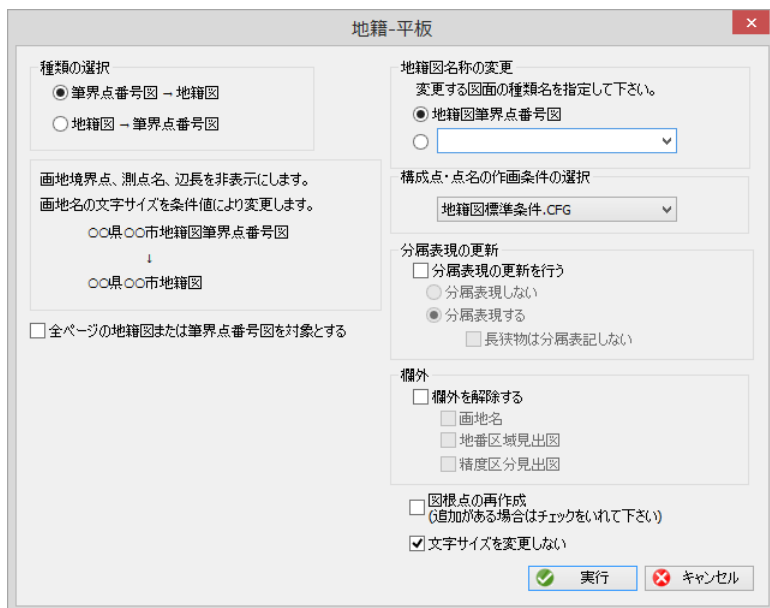 地籍-平板
種類の選択
筆界点番号図 → 地籍図
地籍図 → 筆界点番号図
画地境界点、測点名、辺長を非表示にします。
画地名の文字サイズを条件値により変更します。
○○県○○市地籍図筆界点番号図
↓
○○県○○市地籍図
全ページの地籍図または筆界点番号図を対象とする
地籍図名称の変更
変更する図面の種類名を指定して下さい。
地籍図筆界点番号図
構成点・点名の作画条件の選択
地籍図標準条件.CFG
分属表現の更新
分属表現の更新を行う
分属表現しない
分属表現する
長狭物は分属表記しない
欄外
欄外を解除する
画地名
地番区域見出図
精度区分見出図
図根点の再作成
(追加がある場合はチェックをいれて下さい)
文字サイズを変更しない
実行
キャンセル